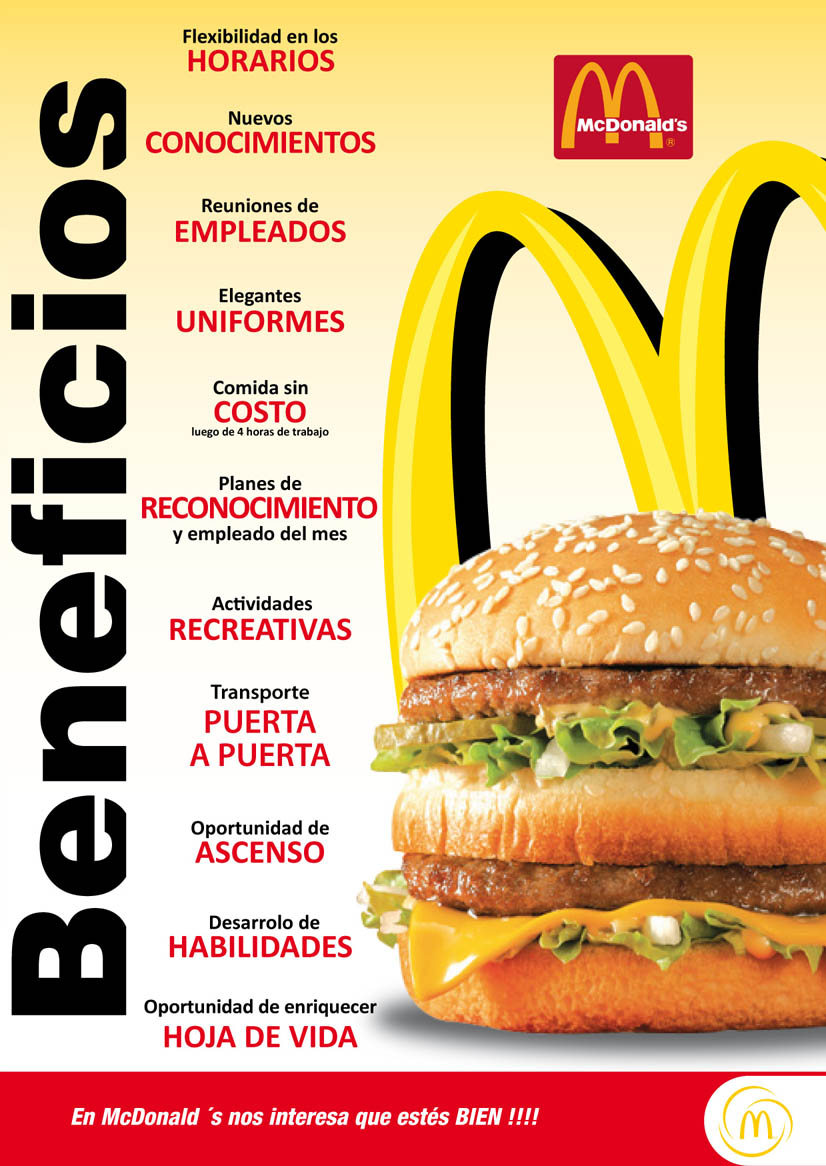 Beneficios
Flexibilidad en los
HORARIOS
Nuevos
CONOCIMIENTOS
Reuniones de
EMPLEADOS
Elegantes
UNIFORMES
Comida sin
COSTO
luego de 4 horas de trabajo
Planes de
RECONOCIMIENTO
y empleado del mes
Actividades
RECREATIVAS
Transporte
PUERTA
A PUERTA
Oportunidad de
ASCENSO
Desarrolo de
HABILIDADES
Oportunidad de enriquecer
HOJA DE VIDA
McDonald's
®
En McDonald ´s nos interesa que estés BIEN !!!!